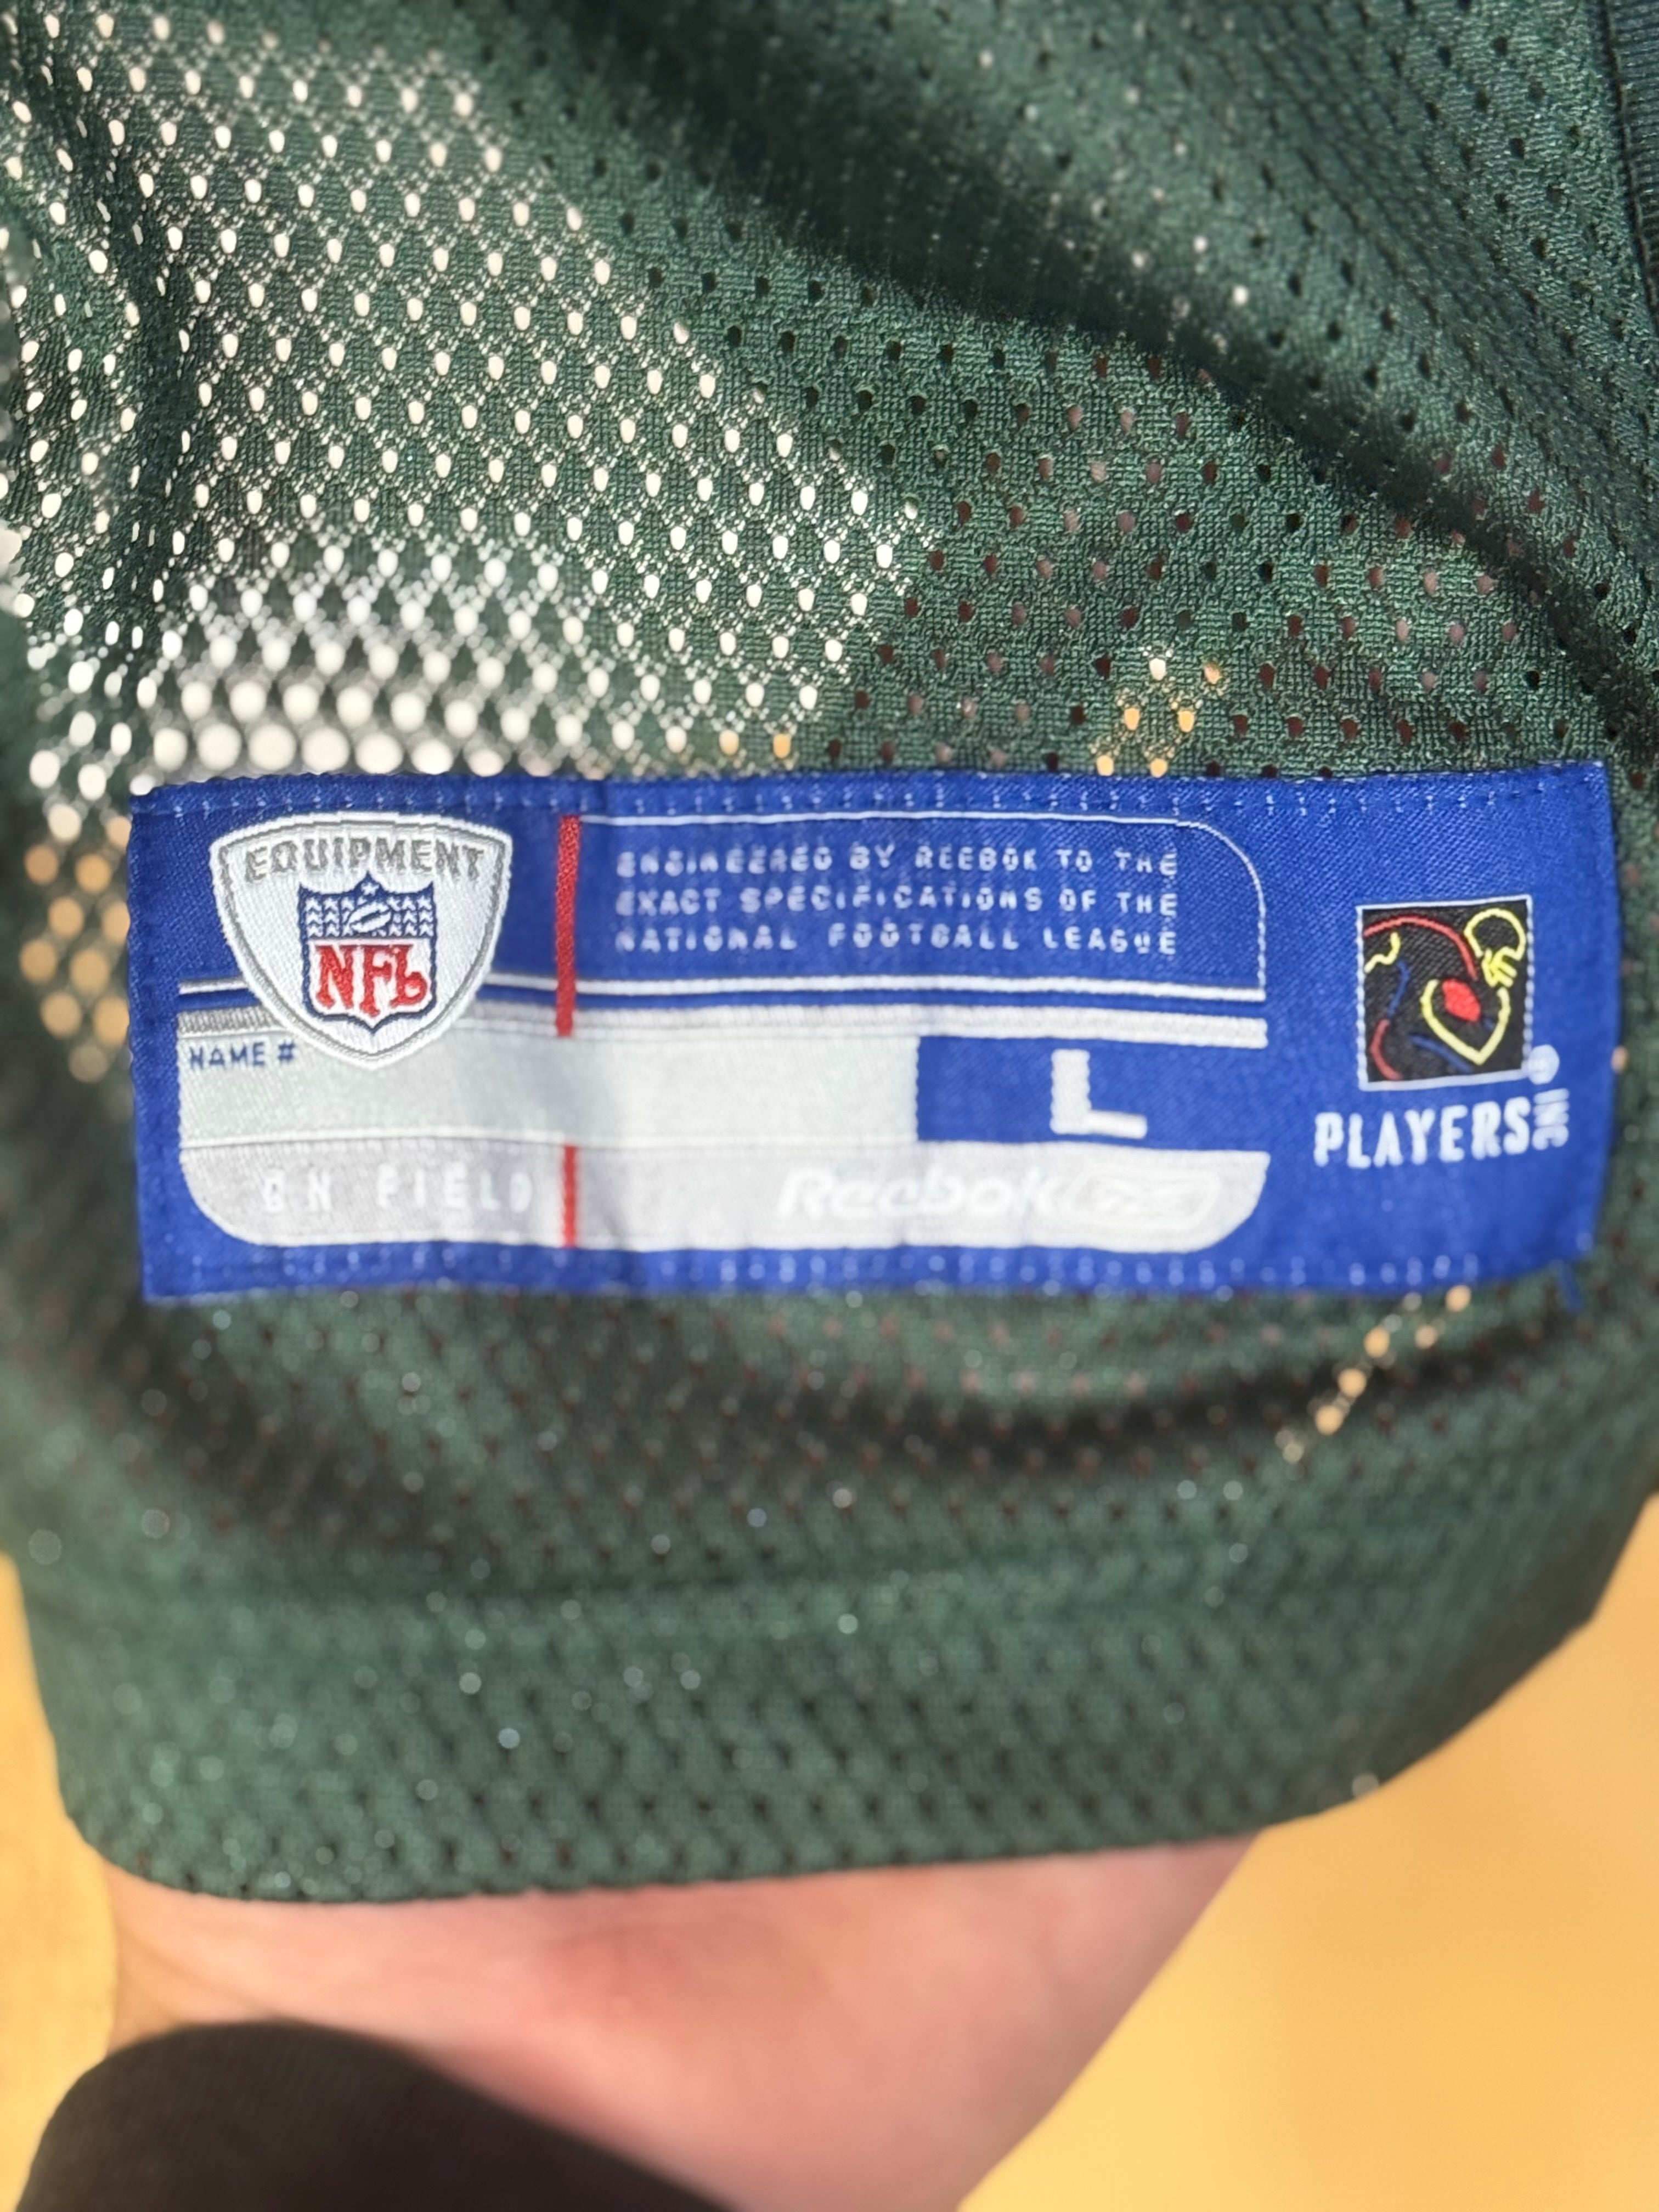 EQUIPMENT
NFL
ENGINEERED BY REEBOK TO THE
EXACT SPECIFICATIONS OF THE
NATIONAL FOOTBALL LEAGUE
NAME #
L
ON FIELD
Reebok
PLAYERS INC
®